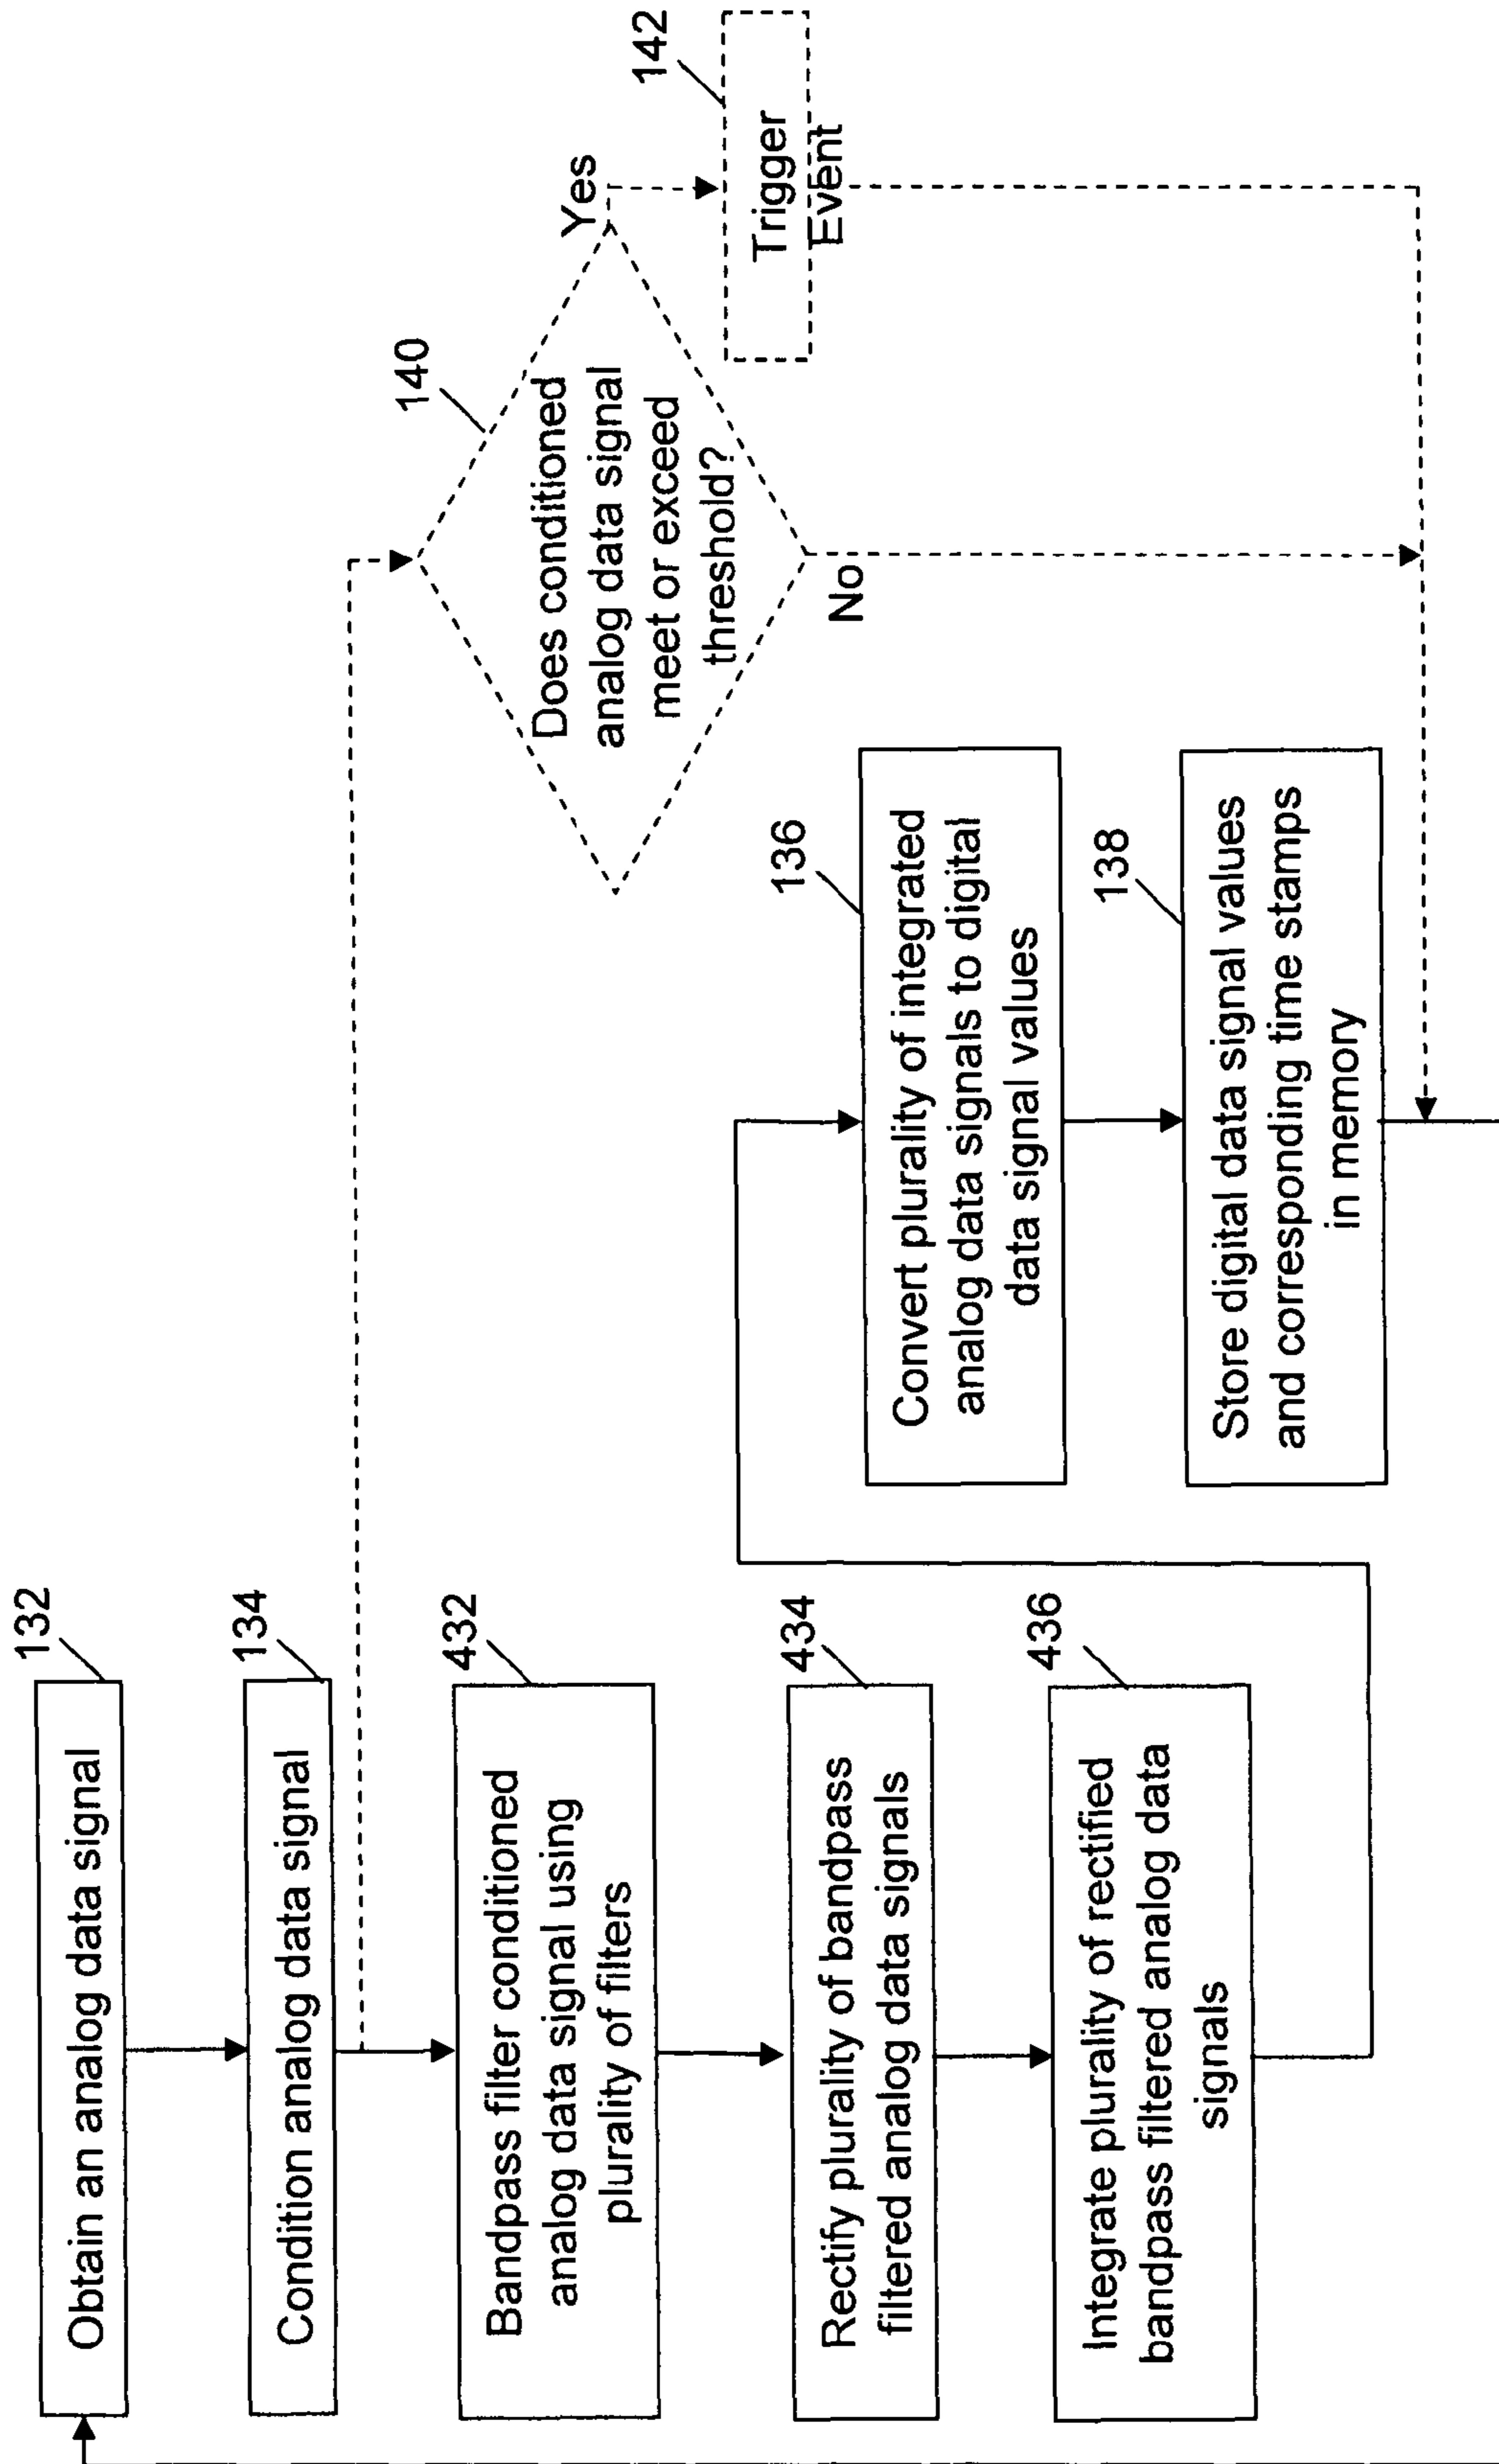 132
Obtain an analog data signal
134
Condition analog data signal
432
Bandpass filter conditioned
analog data signal using
plurality of filters
434
Rectify plurality of bandpass
filtered analog data signals
436
Integrate plurality of rectified
bandpass filtered analog data
signals
136
Convert plurality of integrated
analog data signals to digital
data signal values
138
Store digital data signal values
and corresponding time stamps
in memory
140
Does conditioned
analog data signal
meet or exceed
threshold?
Yes
No
142
Trigger
Event